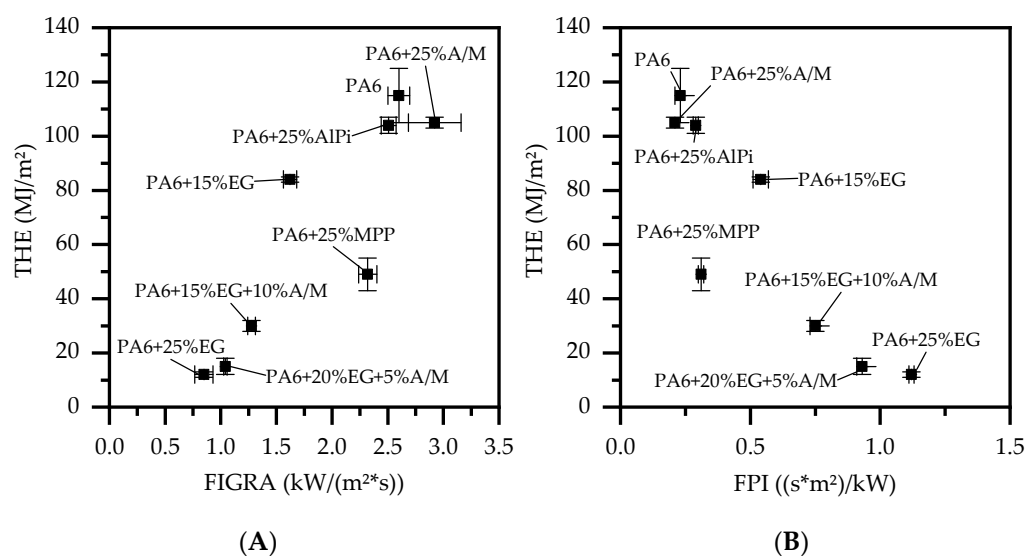 140
120
100
80
60
40
20
0
THE (MJ/m²)
PA6+25%A/M
PA6
PA6+25%AlPi
PA6+15%EG
PA6+25%MPP
PA6+15%EG+10%A/M
PA6+25%EG
PA6+20%EG+5%A/M
0.0 0.5 1.0 1.5 2.0 2.5 3.0 3.5
FIGRA (kW/(m²*s))
(A)
140
120
100
80
60
40
20
0
THE (MJ/m²)
PA6
PA6+25%A/M
PA6+25%AlPi
PA6+15%EG
PA6+25%MPP
PA6+15%EG+10%A/M
PA6+25%EG
PA6+20%EG+5%A/M
0.0 0.5 1.0 1.5
FPI ((s*m²)/kW)
(B)